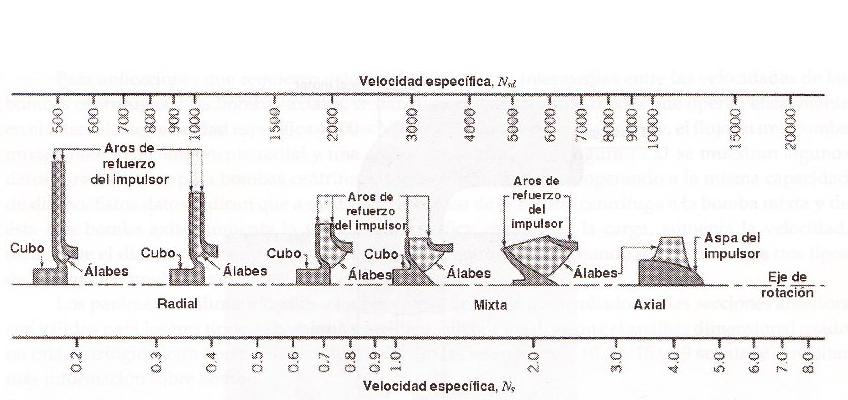 Velocidad específica, Nsd
500 600 700 800 900 1000 1500 2000 3000 4000 5000 6000 7000 8000 9000 10000 15000 20000
Aros de
refuerzo
del impulsor
Aros de
refuerzo
del impulsor
Aros de
refuerzo
del
impulsor
Cubo
Álabes
Cubo
Álabes
Cubo
Álabes
Cubo
Álabes
Álabes
Aspa del
impulsor
Eje de
rotación
Radial
Mixta
Axial
0.2 0.3 0.4 0.5 0.6 0.7 0.8 0.9 1.0 2.0 3.0 4.0 5.0 6.0 7.0 8.0
Velocidad específica, Ns